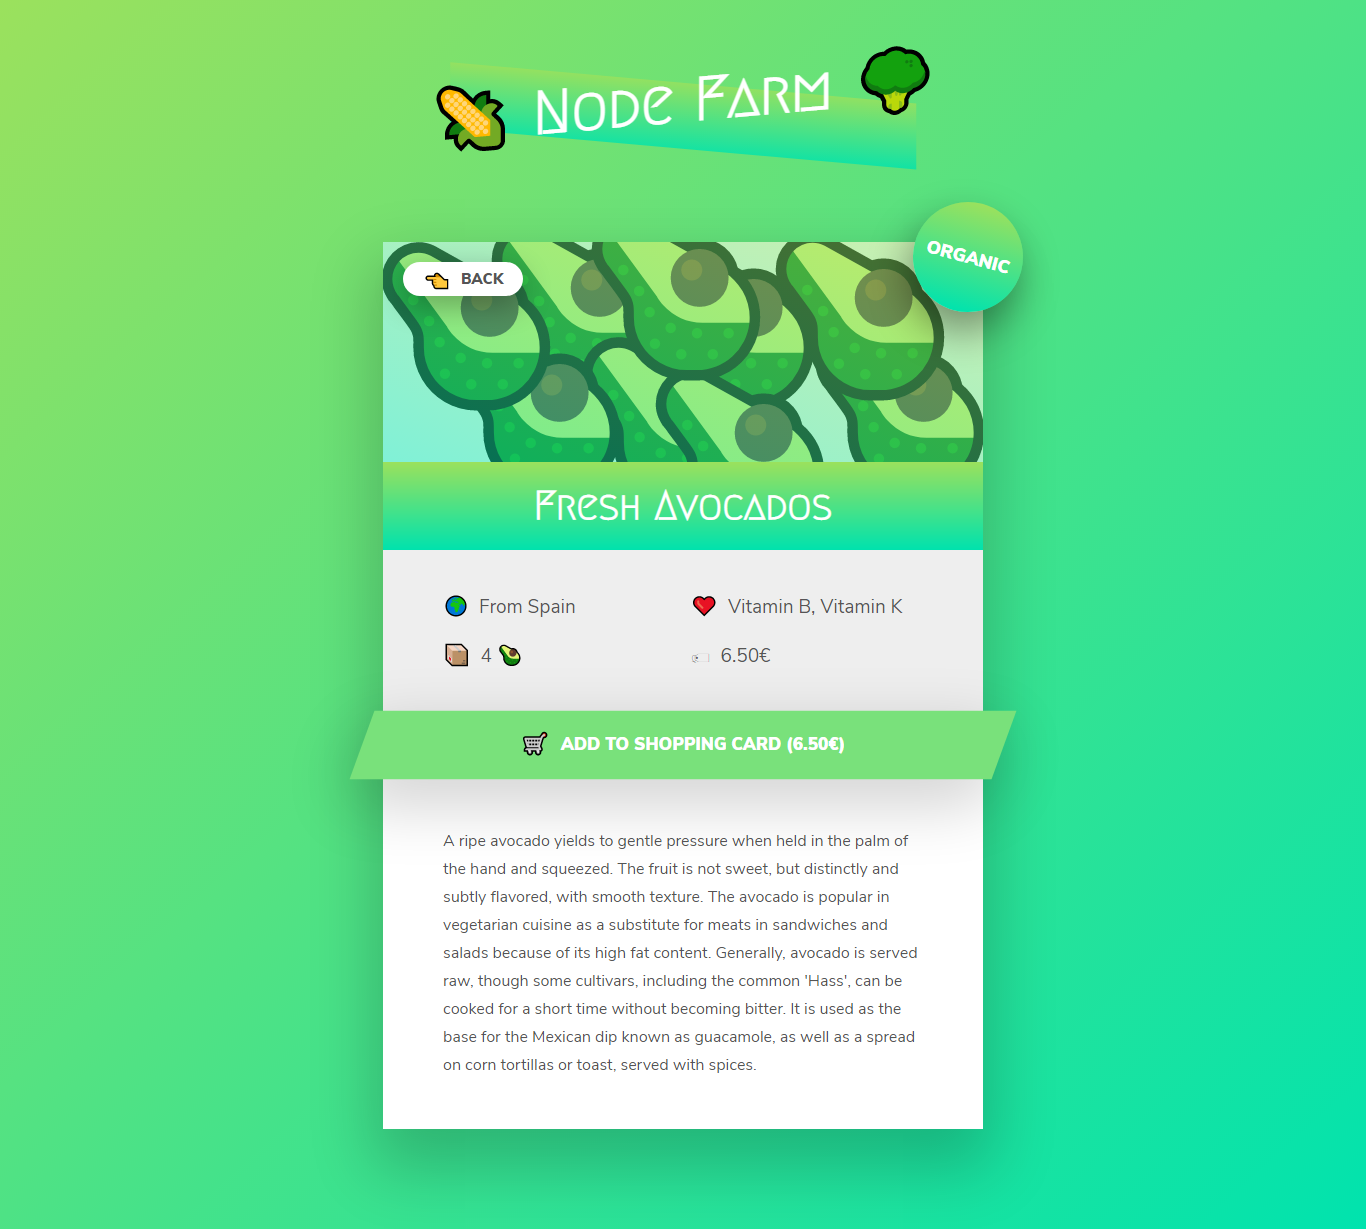 Node Farm
ORGANIC
BACK
Fresh Avocados
From Spain
Vitamin B, Vitamin K
4
6.50€
ADD TO SHOPPING CARD (6.50€)
A ripe avocado yields to gentle pressure when held in the palm of
the hand and squeezed. The fruit is not sweet, but distinctly and
subtly flavored, with smooth texture. The avocado is popular in
vegetarian cuisine as a substitute for meats in sandwiches and
salads because of its high fat content. Generally, avocado is served
raw, though some cultivars, including the common 'Hass', can be
cooked for a short time without becoming bitter. It is used as the
base for the Mexican dip known as guacamole, as well as a spread
on corn tortillas or toast, served with spices.